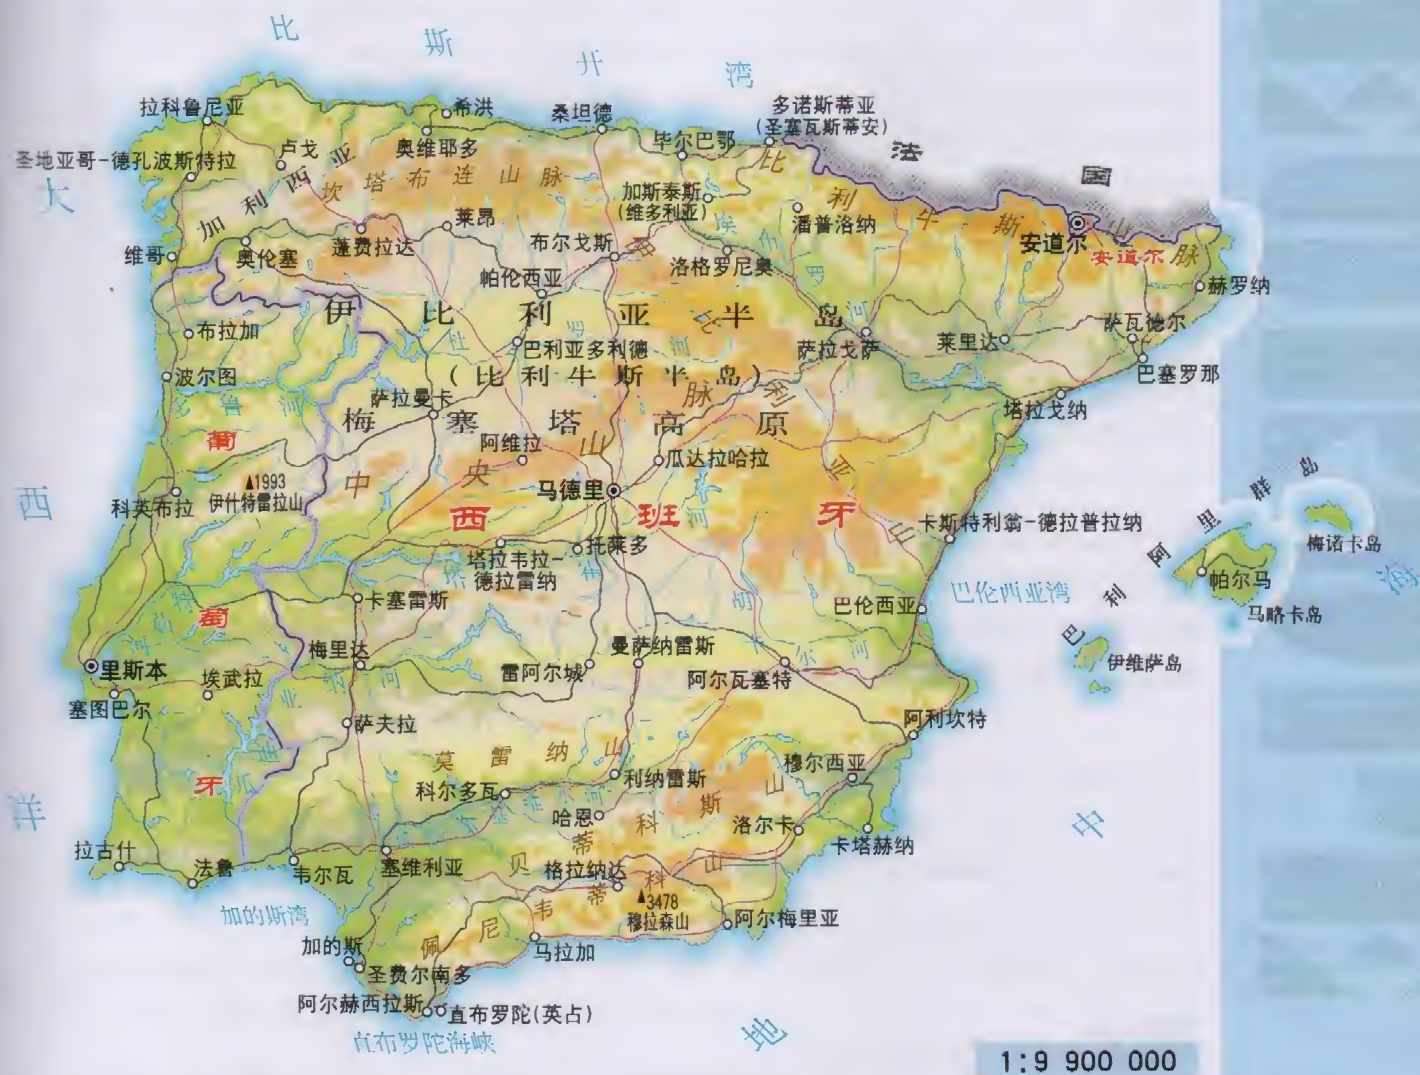 比斯开湾
拉科鲁尼亚
希洪
桑坦德
多诺斯蒂亚
(圣塞瓦斯蒂安)
法国
圣地亚哥-德孔波斯特拉
卢戈
奥维耶多
毕尔巴鄂
坎塔布连山脉
加利西亚
加斯泰斯
(维多利亚)
潘普洛纳
比利牛斯山脉
大西洋
维哥
奥伦塞
蓬费拉达
莱昂
布尔戈斯
洛格罗尼奥
埃布罗河
安道尔
安道尔
帕伦西亚
赫罗纳
伊比利亚半岛
布拉加
巴利亚多利德
萨拉戈萨
莱里达
萨瓦德尔
巴塞罗那
波尔图
(比利牛斯半岛)
萨拉曼卡
塔拉戈纳
杜罗河
梅塞塔高原
伊比利亚山脉
葡萄牙
阿维拉
瓜达拉哈拉
中央山脉
1993
伊什特雷拉山
科英布拉
马德里
西班牙
卡斯特利翁-德拉普拉纳
巴利阿里群岛
梅诺卡岛
帕尔马
马略卡岛
伊维萨岛
塔拉韦拉-
德拉雷纳
托莱多
卡塞雷斯
巴伦西亚
巴伦西亚湾
里斯本
塞图巴尔
埃武拉
梅里达
雷阿尔城
曼萨纳雷斯
阿尔瓦塞特
胡卡尔河
萨夫拉
阿利坎特
莫雷纳山
科尔多瓦
利纳雷斯
穆尔西亚
哈恩
洛尔卡
卡塔赫纳
贝蒂科斯山
拉古什
法鲁
韦尔瓦
塞维利亚
格拉纳达
3478
穆拉森山
佩尼韦蒂科山
加的斯湾
加的斯
圣费尔南多
马拉加
阿尔梅里亚
阿尔赫西拉斯
直布罗陀(英占)
直布罗陀海峡
地中海
1:9 900 000